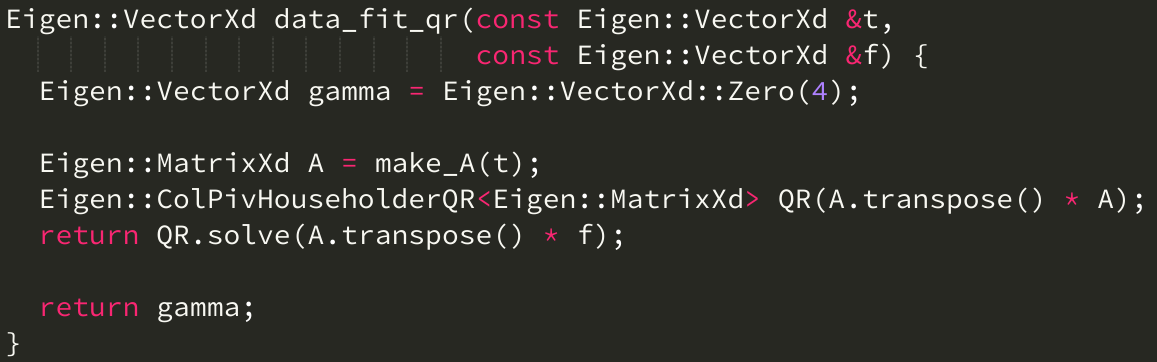 Eigen::VectorXd data_fit_qr(const Eigen::VectorXd &t,
                            const Eigen::VectorXd &f) {
  Eigen::VectorXd gamma = Eigen::VectorXd::Zero(4);

  Eigen::MatrixXd A = make_A(t);
  Eigen::ColPivHouseholderQR<Eigen::MatrixXd> QR(A.transpose() * A);
  return QR.solve(A.transpose() * f);

  return gamma;
}